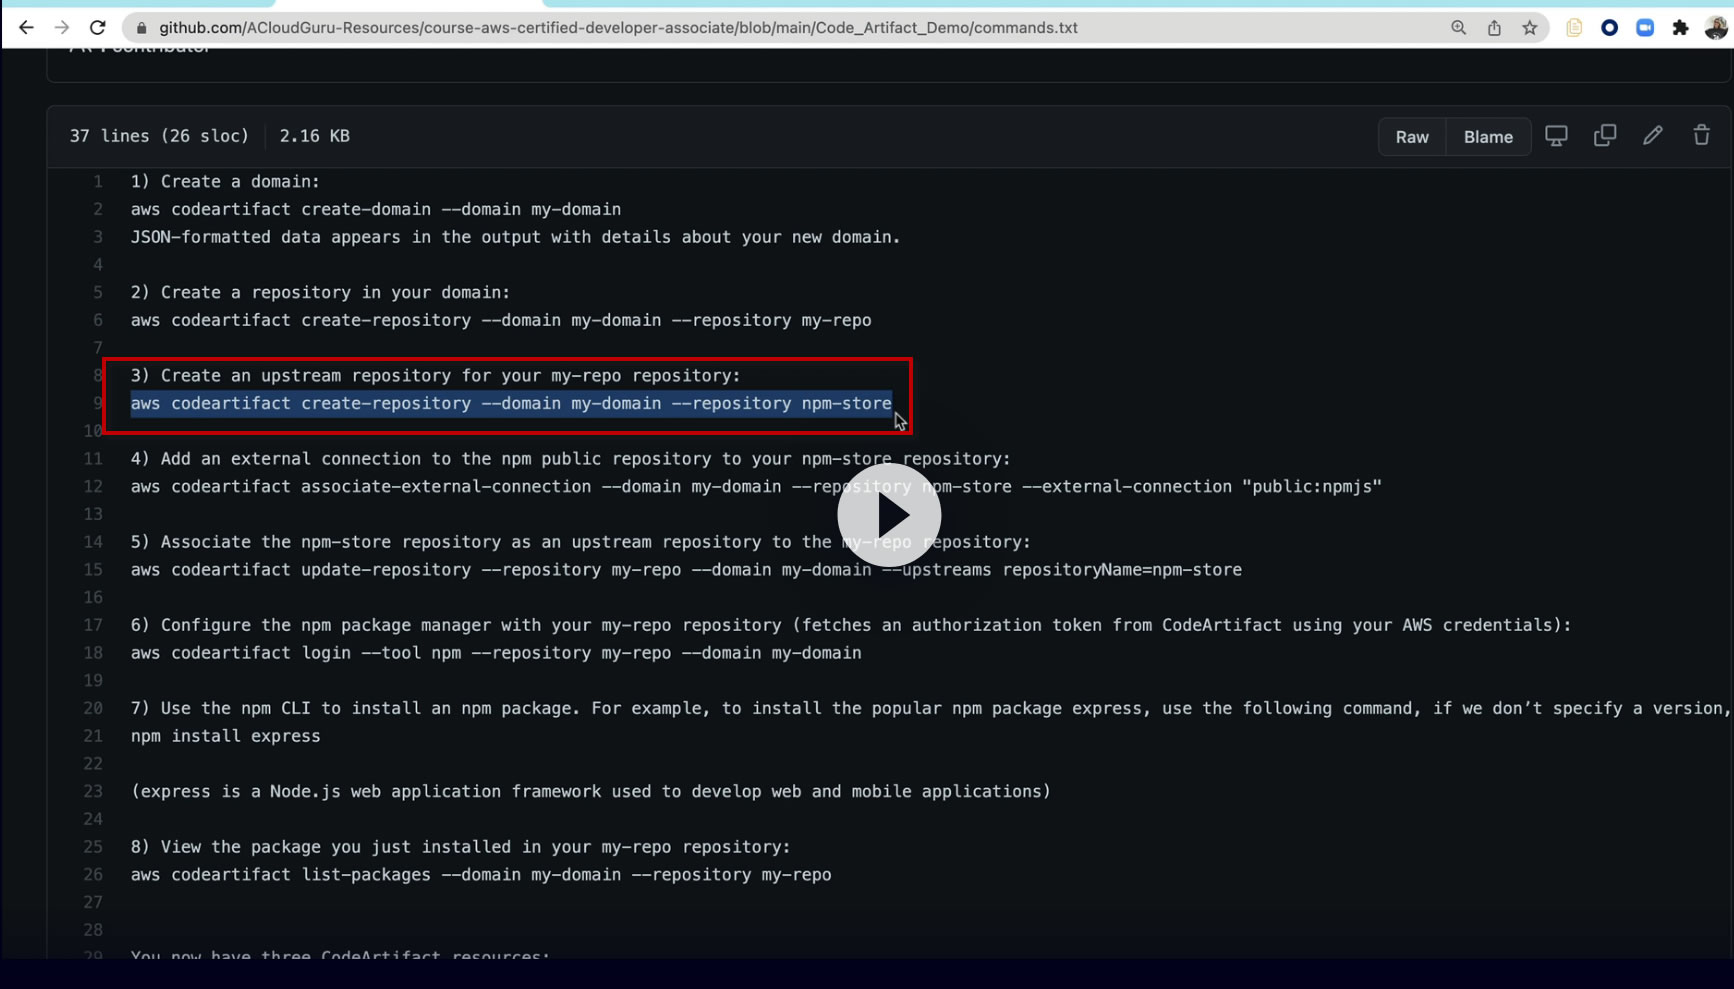 github.com/ACloudGuru-Resources/course-aws-certified-developer-associate/blob/main/Code_Artifact_Demo/commands.txt
37 lines (26 sloc) 2.16 KB
Raw Blame
1 1) Create a domain:
2 aws codeartifact create-domain --domain my-domain
3 JSON-formatted data appears in the output with details about your new domain.
4
5 2) Create a repository in your domain:
6 aws codeartifact create-repository --domain my-domain --repository my-repo
7
8 3) Create an upstream repository for your my-repo repository:
9 aws codeartifact create-repository --domain my-domain --repository npm-store
10
11 4) Add an external connection to the npm public repository to your npm-store repository:
12 aws codeartifact associate-external-connection --domain my-domain --repository npm-store --external-connection "public:npmjs"
13
14 5) Associate the npm-store repository as an upstream repository to the my-repo repository:
15 aws codeartifact update-repository --repository my-repo --domain my-domain --upstreams repositoryName=npm-store
16
17 6) Configure the npm package manager with your my-repo repository (fetches an authorization token from CodeArtifact using your AWS credentials):
18 aws codeartifact login --tool npm --repository my-repo --domain my-domain
19
20 7) Use the npm CLI to install an npm package. For example, to install the popular npm package express, use the following command, if we don’t specify a version,
21 npm install express
22
23 (express is a Node.js web application framework used to develop web and mobile applications)
24
25 8) View the package you just installed in your my-repo repository:
26 aws codeartifact list-packages --domain my-domain --repository my-repo
27
28
29 You now have three CodeArtifact resources: